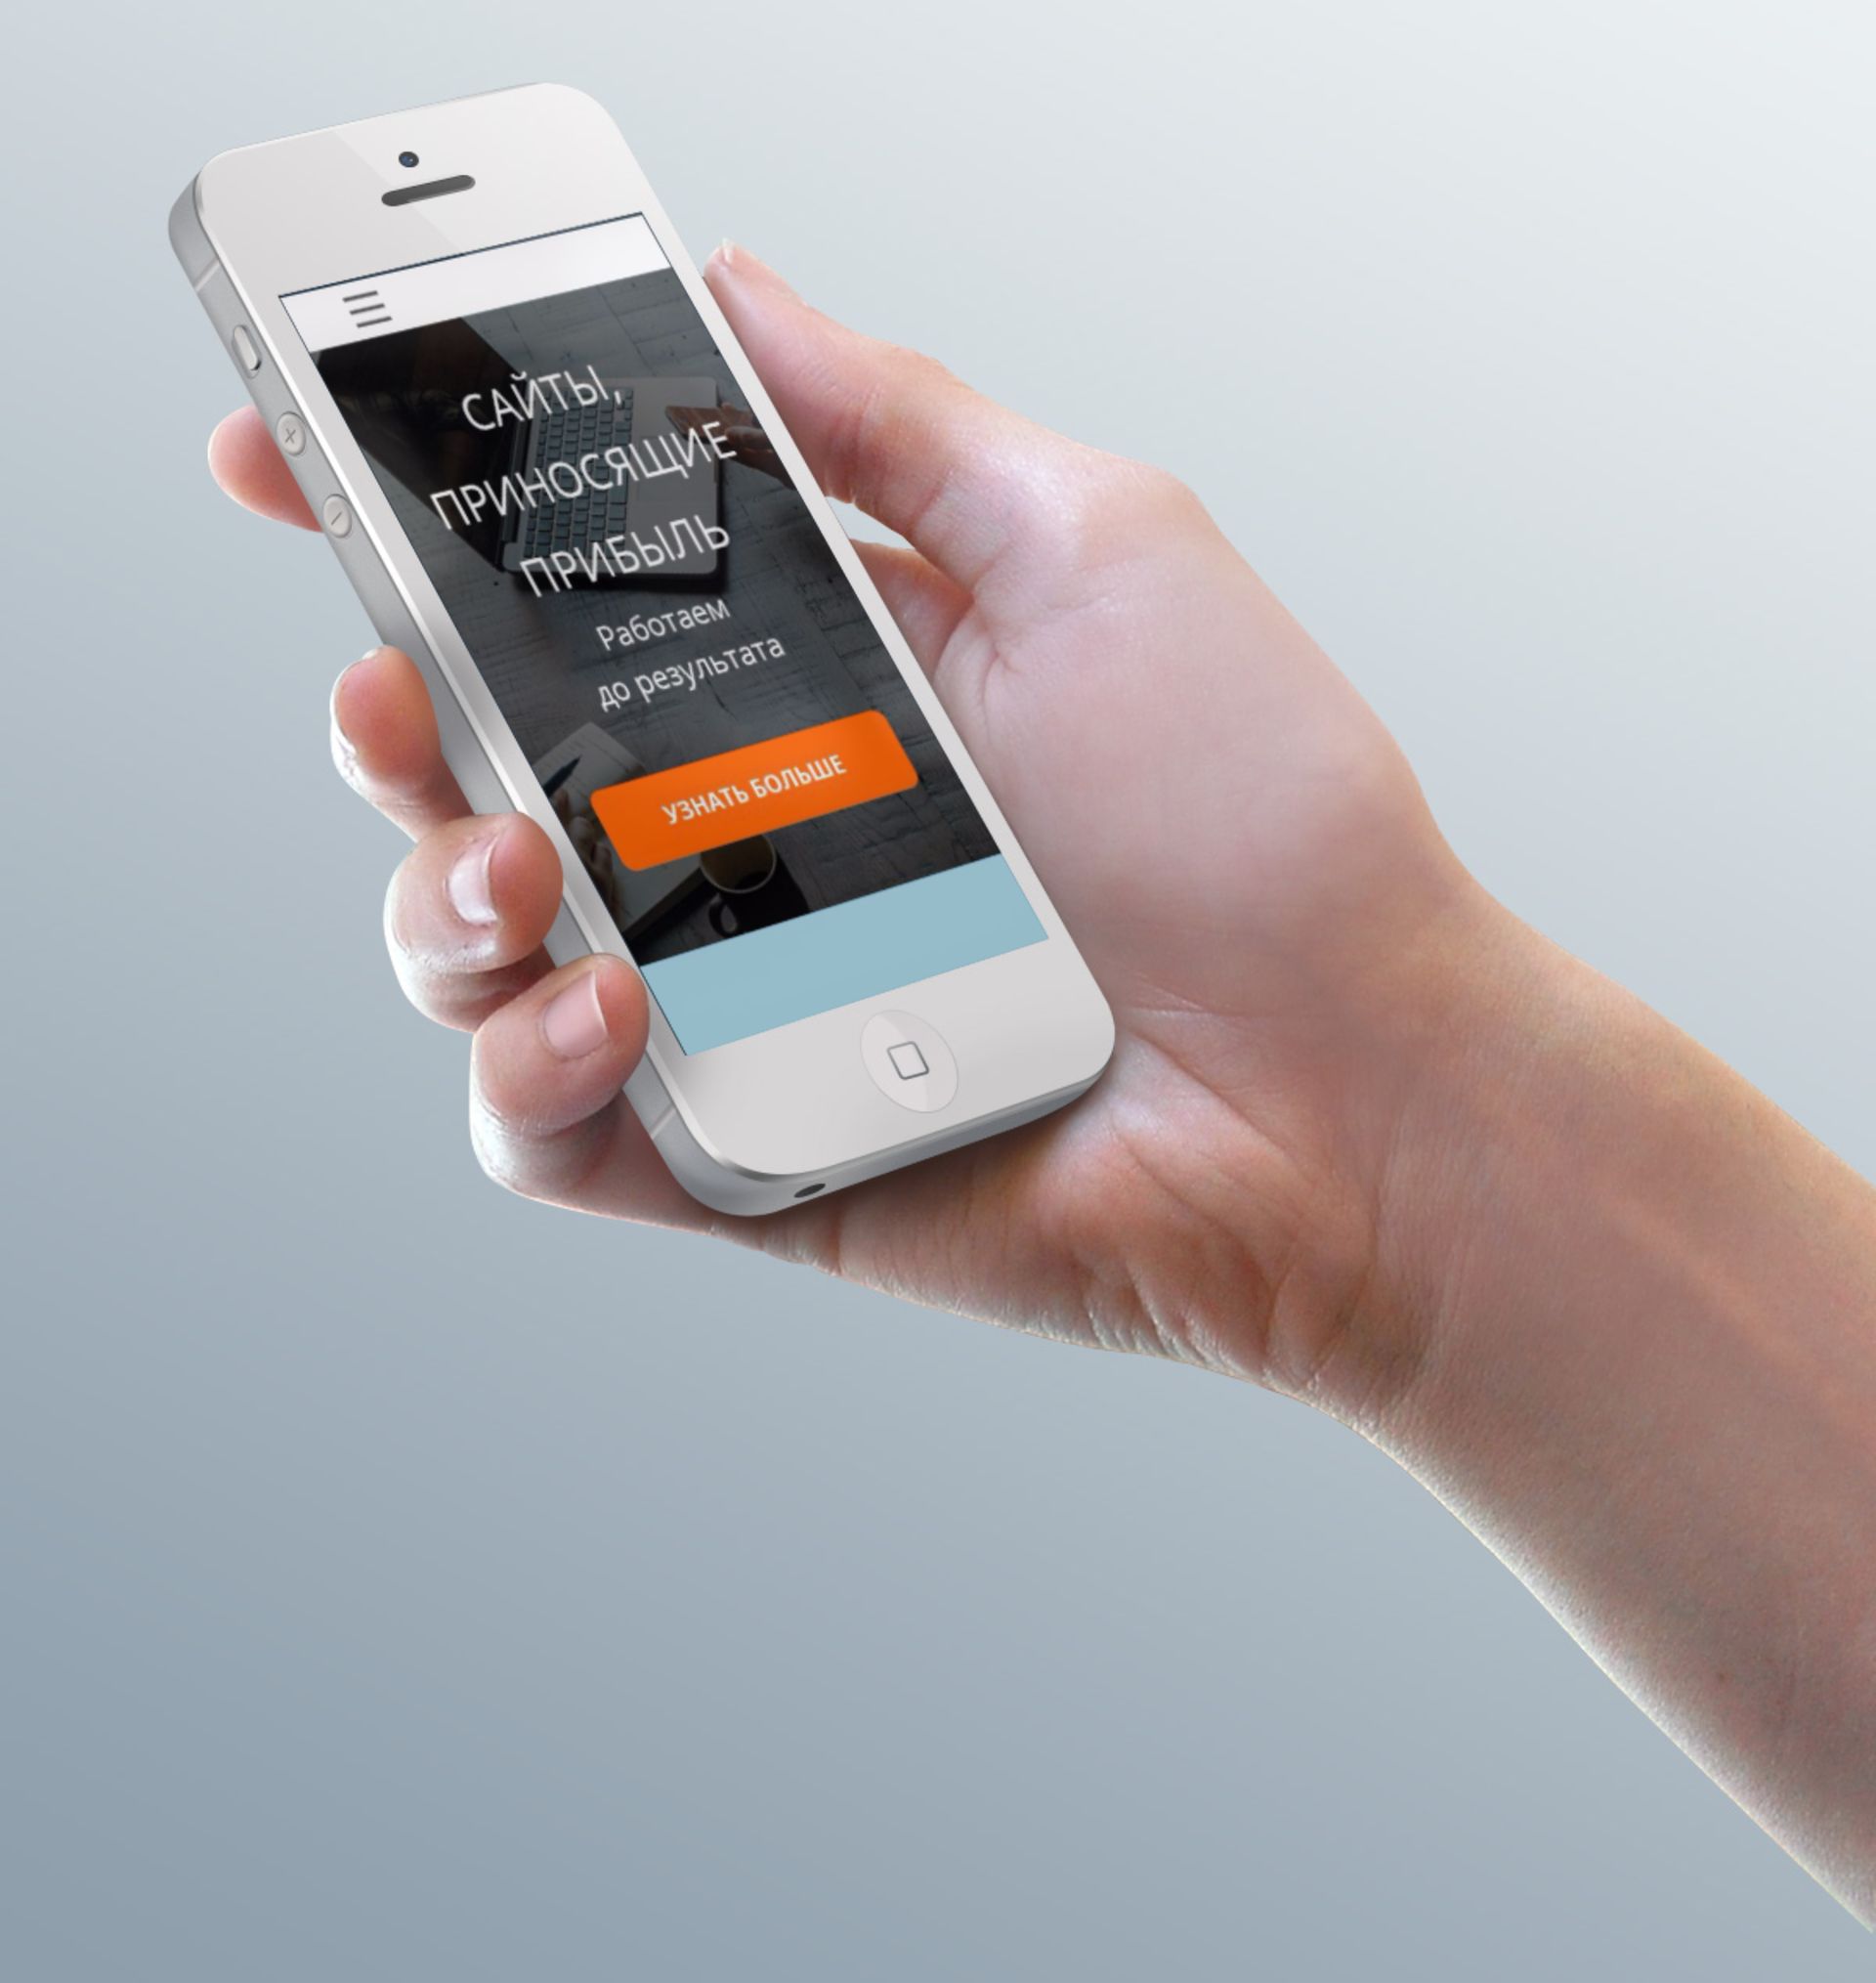 САЙТЫ,
ПРИНОСЯЩИЕ
ПРИБЫЛЬ
Работаем
до результата
УЗНАТЬ БОЛЬШЕ